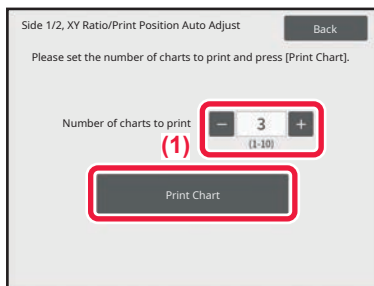 Side 1/2, XY Ratio/Print Position Auto Adjust
Back
Please set the number of charts to print and press [Print Chart].
Number of charts to print
− 3 +
(1)
(1-10)
Print Chart